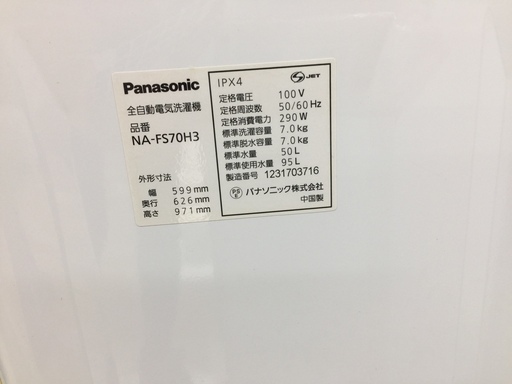 Panasonic
全自動電気洗濯機
品番
NA-FS70H3
外形寸法
幅 599mm
奥行 626mm
高さ 971mm
IPX4
JET
定格電圧 100V
定格周波数 50/60Hz
定格消費電力 290W
標準洗濯容量 7.0kg
標準脱水容量 7.0kg
標準水量 50L
標準使用水量 95L
製造番号 1231703716
PS E パナソニック株式会社
中国製